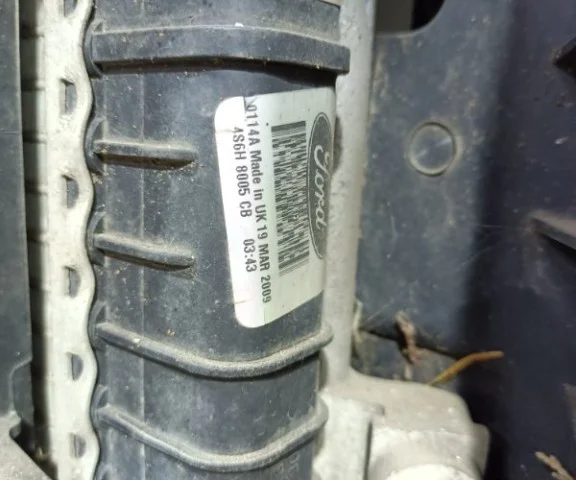 Ford
0114A Made in UK 19 MAR 2009
4S6H 8005 CB 03:43